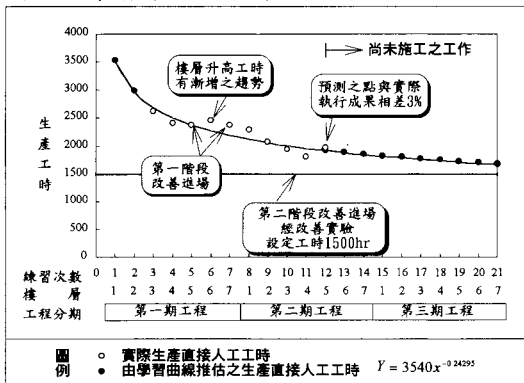 4000
3500
3000
2500
2000
1500
1000
500
0
生產工時
尚未施工之工作
樓層升高工時
有漸增之趨勢
預測之點與實際
執行成果相差3%
第一階段
改善進場
第二階段改善進場
經改善實驗
設定工時1500hr
練習次數 0 1 2 3 4 5 6 7 8 9 10 11 12 13 14 15 16 17 18 19 20 21
樓層 1 2 3 4 5 6 7 1 2 3 4 5 6 7 1 2 3 4 5 6 7
工程分期 第一期工程 第二期工程 第三期工程
圖例
○ 實際生產直接人工工時
● 由學習曲線推估之生產直接人工工時 Y = 3540x^-0.24295